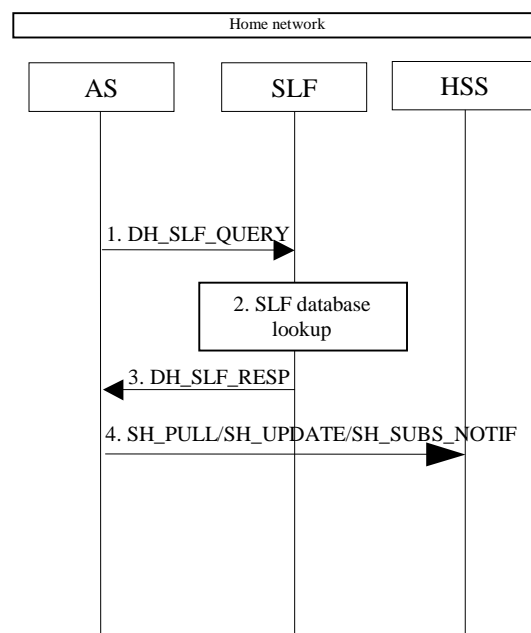 Home network
AS
SLF
HSS
1. DH_SLF_QUERY
2. SLF database
lookup
3. DH_SLF_RESP
4. SH_PULL/SH_UPDATE/SH_SUBS_NOTIF